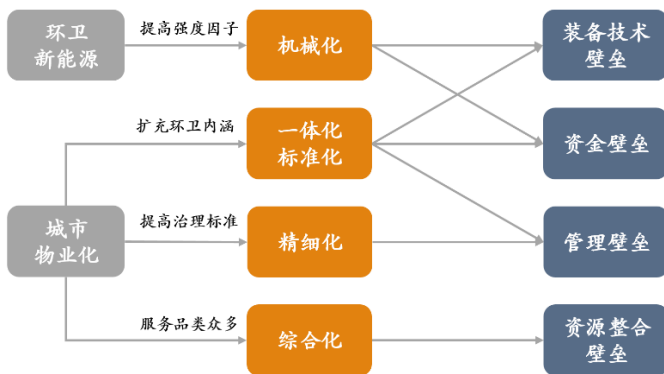 环卫
新能源
提高强度因子
机械化
装备技术
壁垒
扩充环卫内涵
一体化
标准化
资金壁垒
城市
物业化
提高治理标准
精细化
管理壁垒
服务品类众多
综合化
资源整合
壁垒